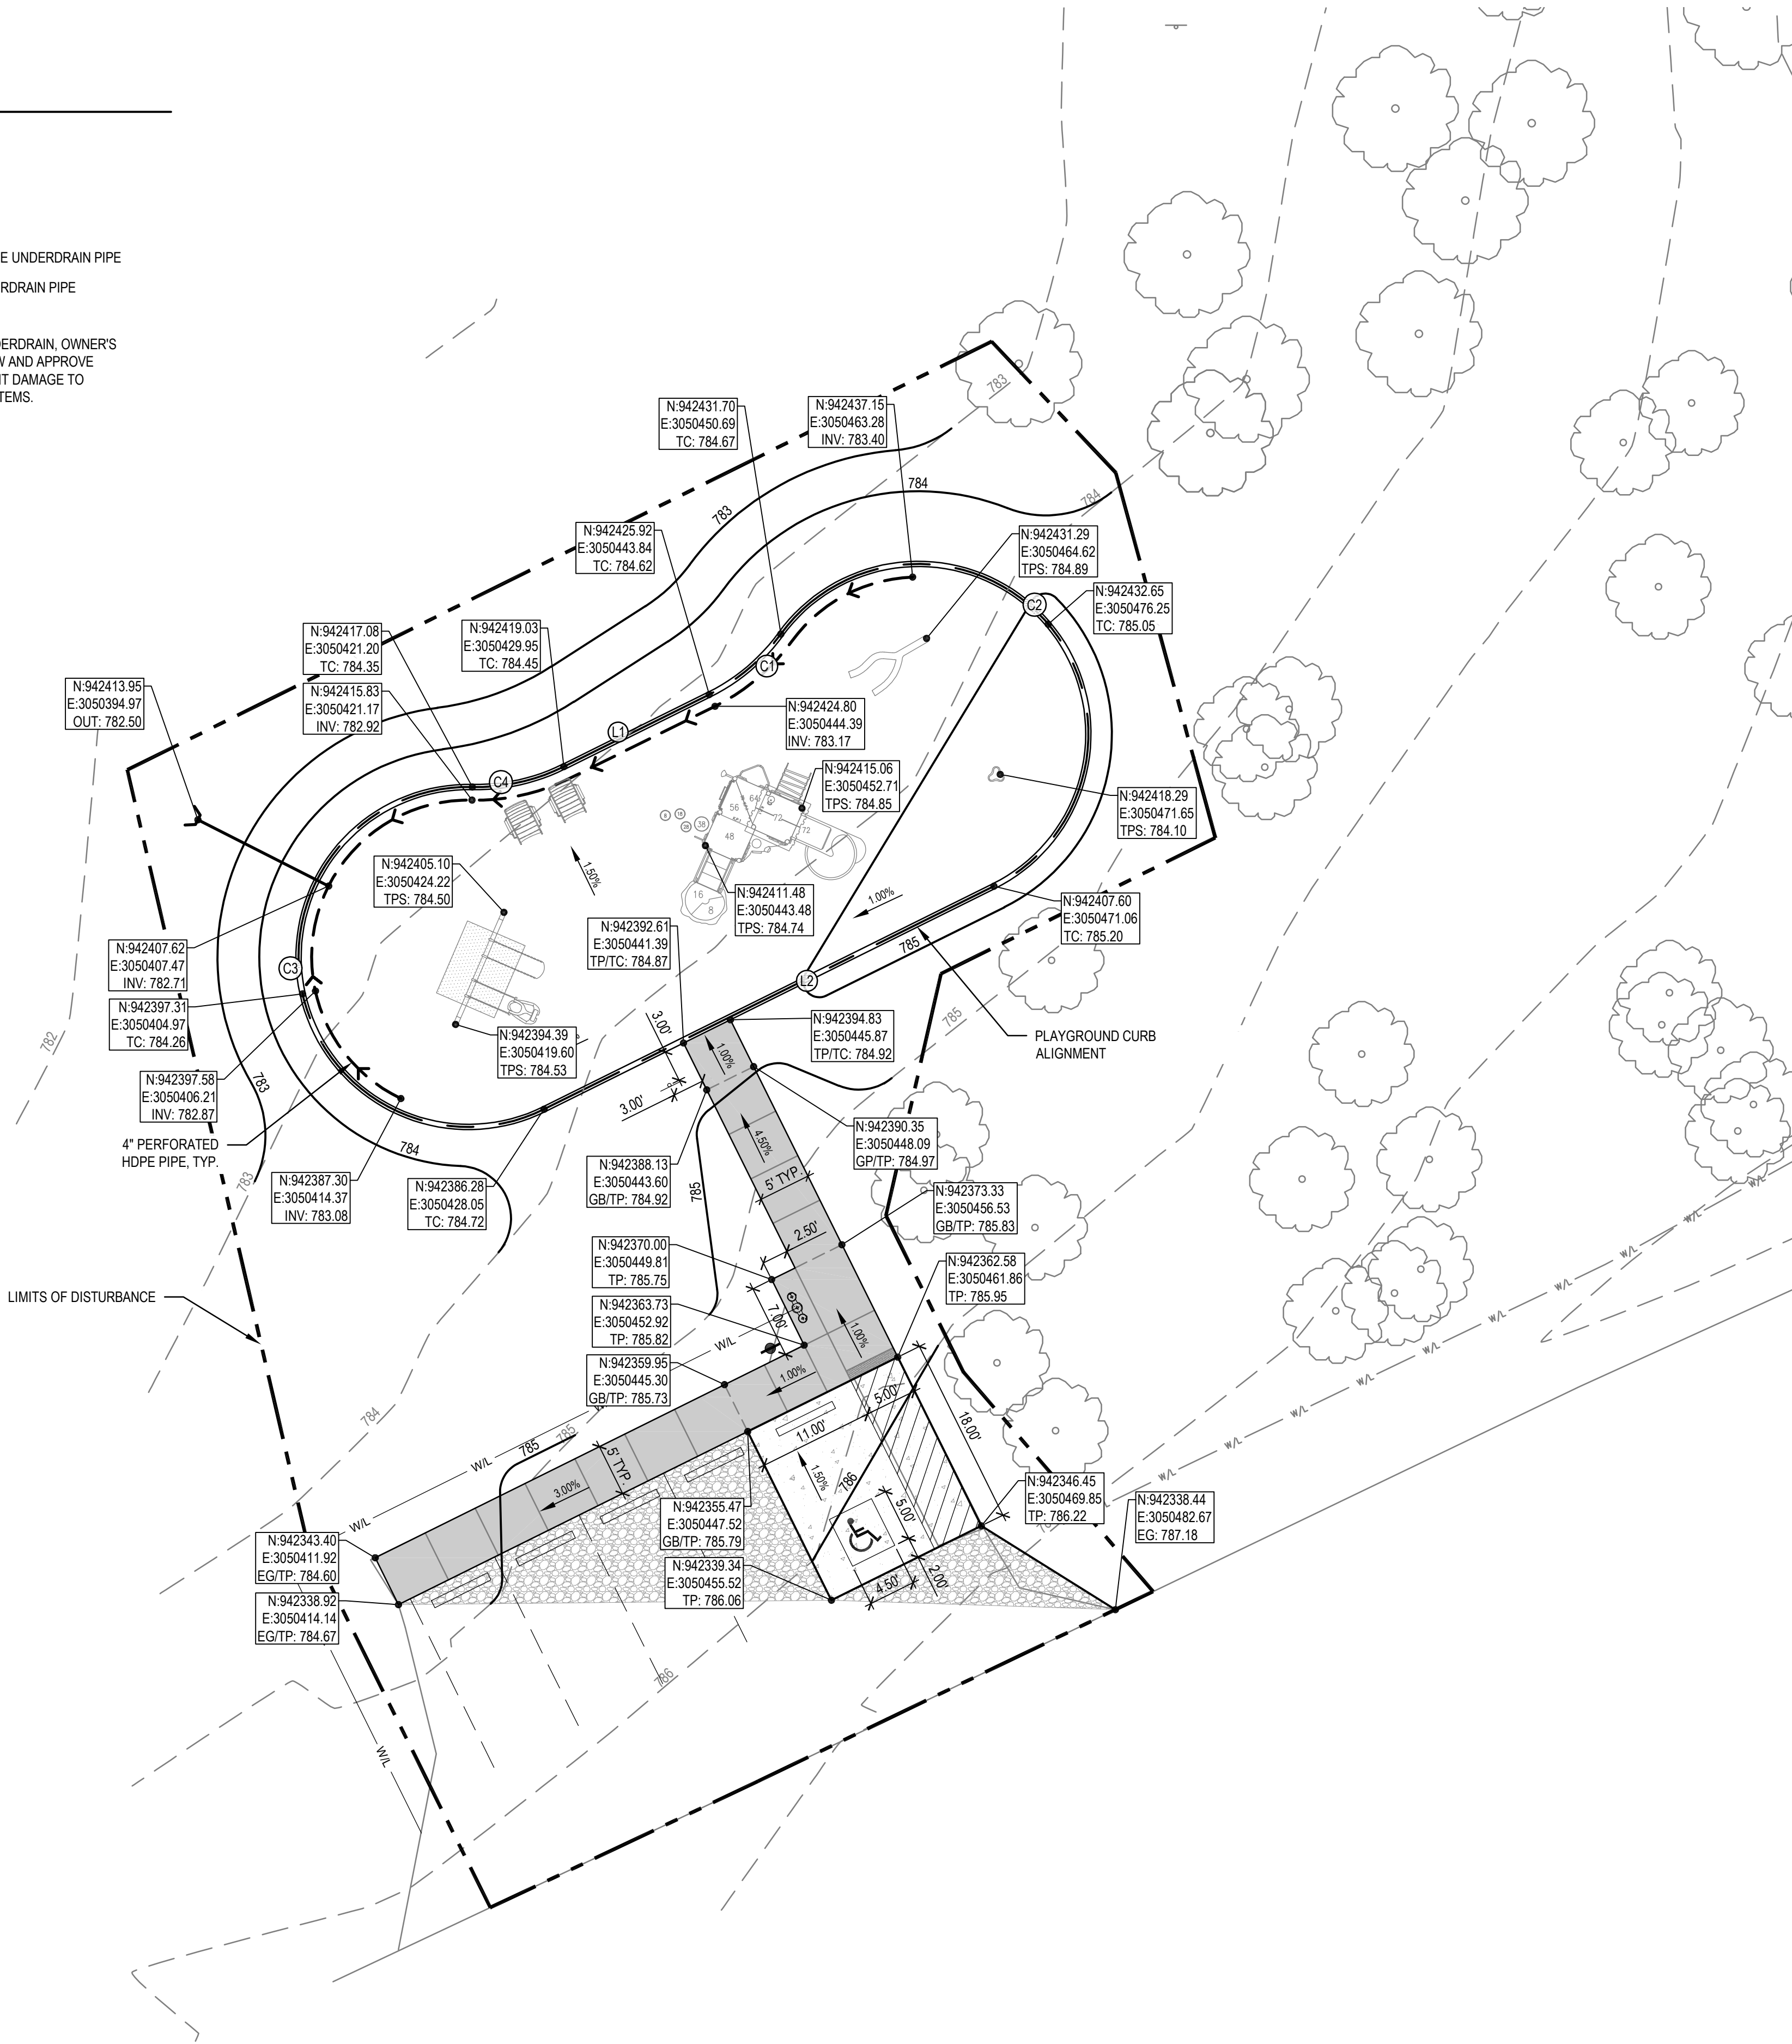 E UNDERDRAIN PIPE
RDRAIN PIPE
DERDRAIN, OWNER'S
W AND APPROVE
NT DAMAGE TO
TEMS.
783
N:942431.70
E:3050450.69
TC: 784.67
N:942437.15
E:3050463.28
INV: 783.40
784
784
783
N:942425.92
E:3050443.84
TC: 784.62
N:942431.29
E:3050464.62
TPS: 784.89
C2
N:942432.65
E:3050476.25
TC: 785.05
N:942417.08
E:3050421.20
TC: 784.35
N:942419.03
E:3050429.95
TC: 784.45
C1
N:942413.95
E:3050394.97
OUT: 782.50
N:942415.83
E:3050421.17
INV: 782.92
L1
N:942424.80
E:3050444.39
INV: 783.17
C4
N:942415.06
E:3050452.71
TPS: 784.85
64
56
72
72
48
38
28
18
8
16
8
N:942418.29
E:3050471.65
TPS: 784.10
1.50%
N:942405.10
E:3050424.22
TPS: 784.50
N:942411.48
E:3050443.48
TPS: 784.74
1.00%
N:942407.60
E:3050471.06
TC: 785.20
N:942392.61
E:3050441.39
TP/TC: 784.87
785
N:942407.62
E:3050407.47
INV: 782.71
C3
L2
N:942397.31
E:3050404.97
TC: 784.26
3.00'
N:942394.83
E:3050445.87
TP/TC: 784.92
785
PLAYGROUND CURB
ALIGNMENT
782
N:942394.39
E:3050419.60
TPS: 784.53
1.00%
N:942397.58
E:3050406.21
INV: 782.87
783
3.00'
4" PERFORATED
HDPE PIPE, TYP.
784
4.50%
N:942390.35
E:3050448.09
GP/TP: 784.97
783
N:942387.30
E:3050414.37
INV: 783.08
N:942386.28
E:3050428.05
TC: 784.72
N:942388.13
E:3050443.60
GB/TP: 784.92
785
5' TYP.
N:942373.33
E:3050456.53
GB/TP: 785.83
W/L
W/L
2.50'
N:942370.00
E:3050449.81
TP: 785.75
N:942362.58
E:3050461.86
TP: 785.95
W/L
W/L
LIMITS OF DISTURBANCE
N:942363.73
E:3050452.92
TP: 785.82
7.00'
1.00%
W/L
W/L
W/L
N:942359.95
E:3050445.30
GB/TP: 785.73
1.00%
W/L
784
5.00'
11.00'
18.00'
W/L
W/L
785
785
W/L
5' TYP
1.50%
786
W/L
3.00%
N:942355.47
E:3050447.52
GB/TP: 785.79
5.00'
N:942346.45
E:3050469.85
TP: 786.22
N:942338.44
E:3050482.67
EG: 787.18
W/L
N:942343.40
E:3050411.92
EG/TP: 784.60
N:942339.34
E:3050455.52
TP: 786.06
4.50'
2.00'
N:942338.92
E:3050414.14
EG/TP: 784.67
786
W/L